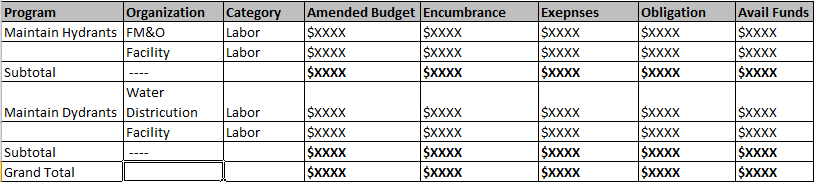 Program Organization Category Amended Budget Encumbrance Exepnses Obligation Avail Funds
Maintain Hydrants FM&O Labor $XXXX $XXXX $XXXX $XXXX $XXXX
Facility Labor $XXXX $XXXX $XXXX $XXXX $XXXX
Subtotal ---- $XXXX $XXXX $XXXX $XXXX $XXXX
Water
Maintain Dydrants Districution Labor $XXXX $XXXX $XXXX $XXXX $XXXX
Facility Labor $XXXX $XXXX $XXXX $XXXX $XXXX
Subtotal ---- $XXXX $XXXX $XXXX $XXXX $XXXX
Grand Total $XXXX $XXXX $XXXX $XXXX $XXXX